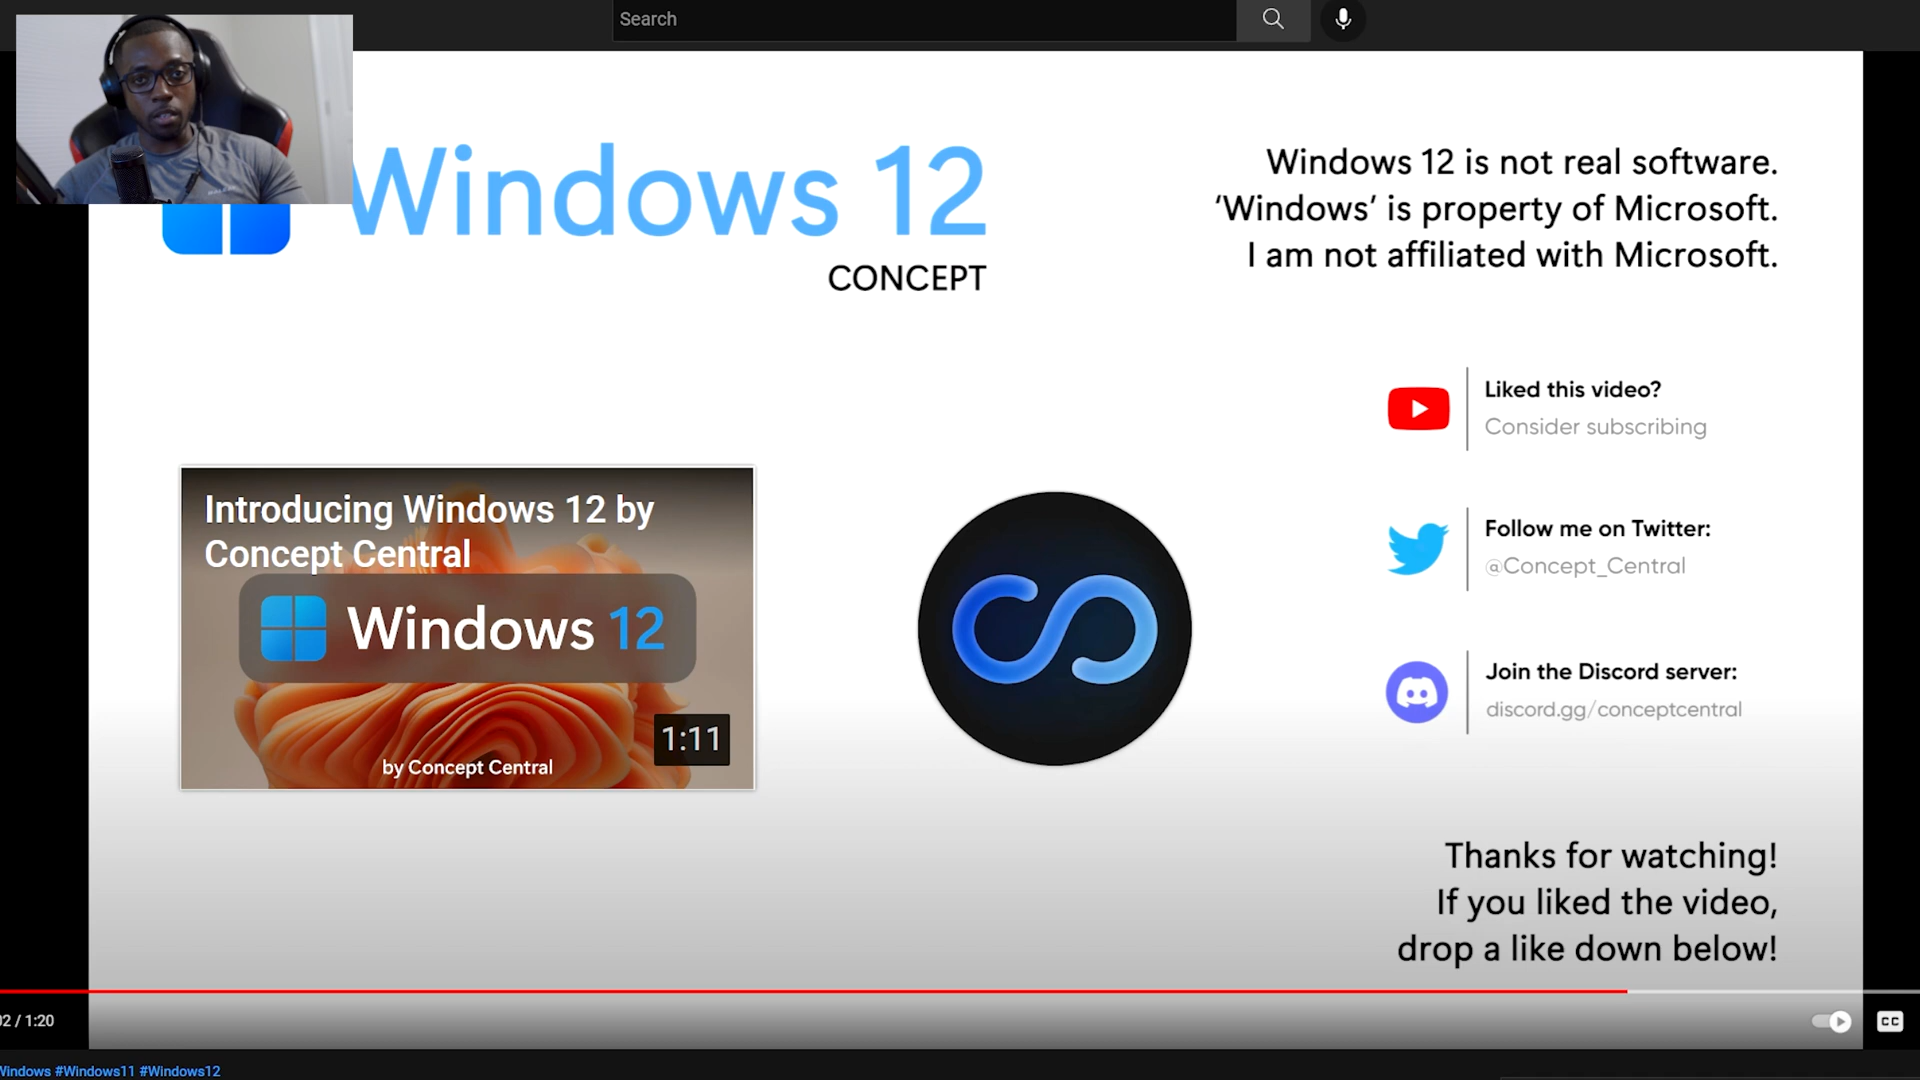 Search
Windows 12
CONCEPT
Windows 12 is not real software.
‘Windows’ is property of Microsoft.
I am not affiliated with Microsoft.
Liked this video?
Consider subscribing
Introducing Windows 12 by
Concept Central
Windows 12
1:11
by Concept Central
Follow me on Twitter:
@Concept_Central
Join the Discord server:
discord.gg/conceptcentral
Thanks for watching!
If you liked the video,
drop a like down below!
02 / 1:20
CC
Windows #Windows11 #Windows12